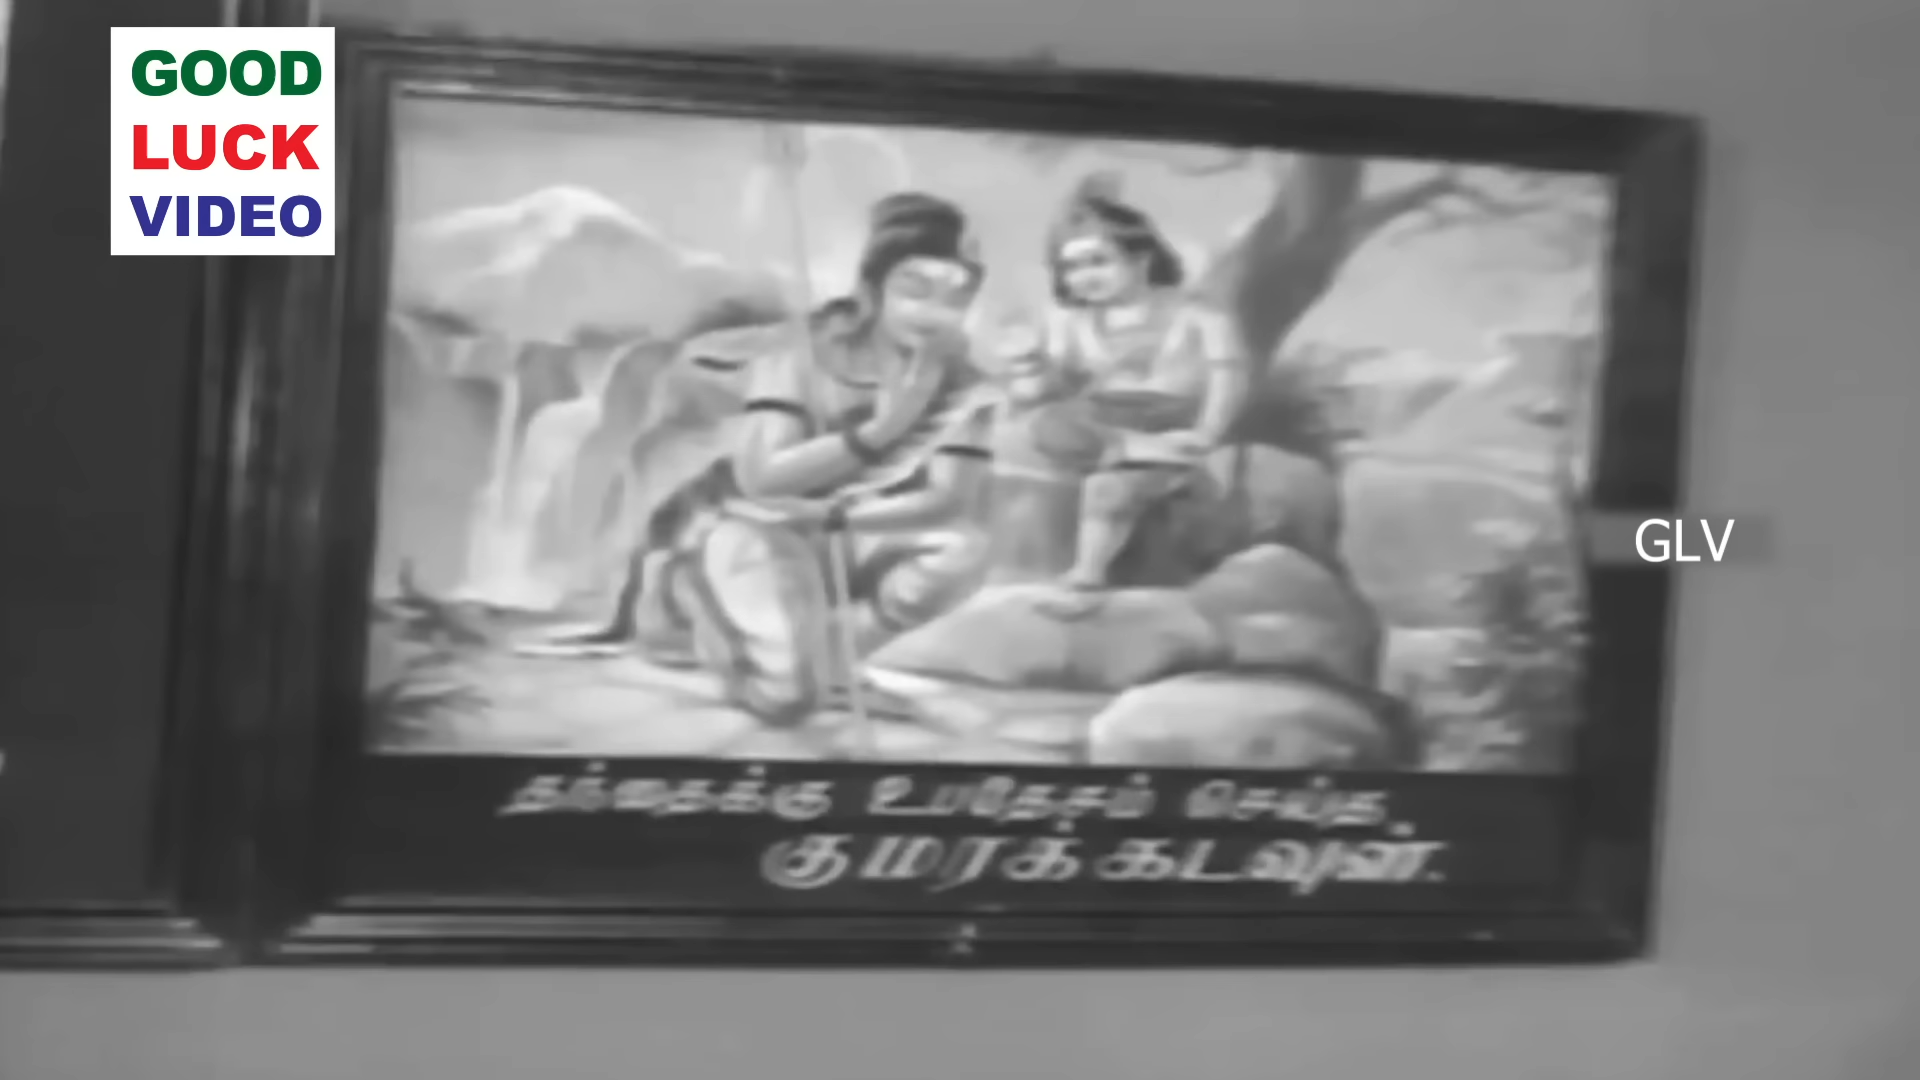 GOOD
LUCK
VIDEO
GLV
தந்தைக்கு உபதேசம் செய்த
குமரக் கடவுள்.